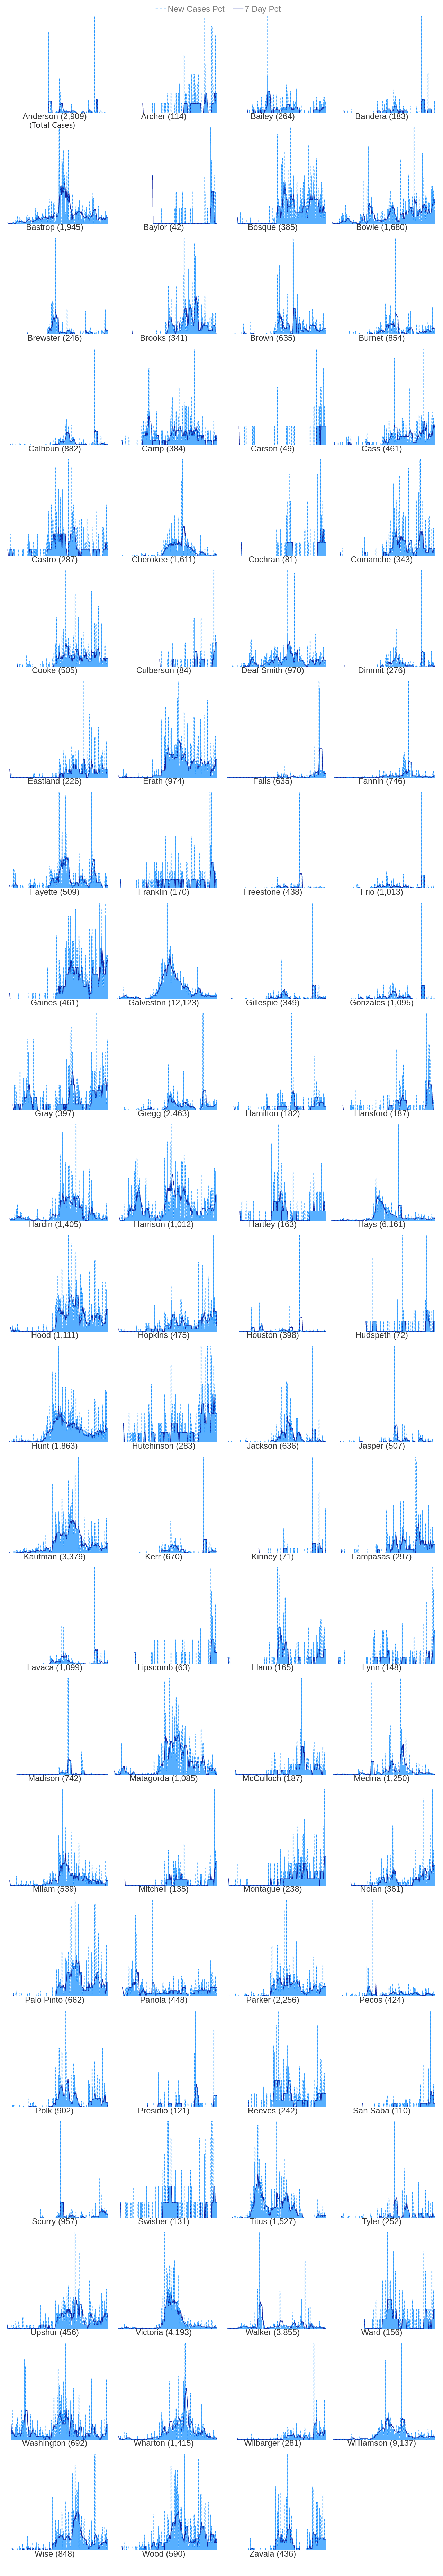 New Cases Pct 7 Day Pct
Anderson (2,909) Archer (114) Bailey (264) Bandera (183)
(Total Cases)
Bastrop (1,945) Baylor (42) Bosque (385) Bowie (1,680)
Brewster (246) Brooks (341) Brown (635) Burnet (854)
Calhoun (882) Camp (384) Carson (49) Cass (461)
Castro (287) Cherokee (1,611) Cochran (81) Comanche (343)
Cooke (505) Culberson (84) Deaf Smith (970) Dimmit (276)
Eastland (226) Erath (974) Falls (635) Fannin (746)
Fayette (509) Franklin (170) Freestone (438) Frio (1,013)
Gaines (461) Galveston (12,123) Gillespie (349) Gonzales (1,095)
Gray (397) Gregg (2,463) Hamilton (182) Hansford (187)
Hardin (1,405) Harrison (1,012) Hartley (163) Hays (6,161)
Hood (1,111) Hopkins (475) Houston (398) Hudspeth (72)
Hunt (1,863) Hutchinson (283) Jackson (636) Jasper (507)
Kaufman (3,379) Kerr (670) Kinney (71) Lampasas (297)
Lavaca (1,099) Lipscomb (63) Llano (165) Lynn (148)
Madison (742) Matagorda (1,085) McCulloch (187) Medina (1,250)
Milam (539) Mitchell (135) Montague (238) Nolan (361)
Palo Pinto (662) Panola (448) Parker (2,256) Pecos (424)
Polk (902) Presidio (121) Reeves (242) San Saba (110)
Scurry (957) Swisher (131) Titus (1,527) Tyler (252)
Upshur (456) Victoria (4,193) Walker (3,855) Ward (156)
Washington (692) Wharton (1,415) Wilbarger (281) Williamson (9,137)
Wise (848) Wood (590) Zavala (436)